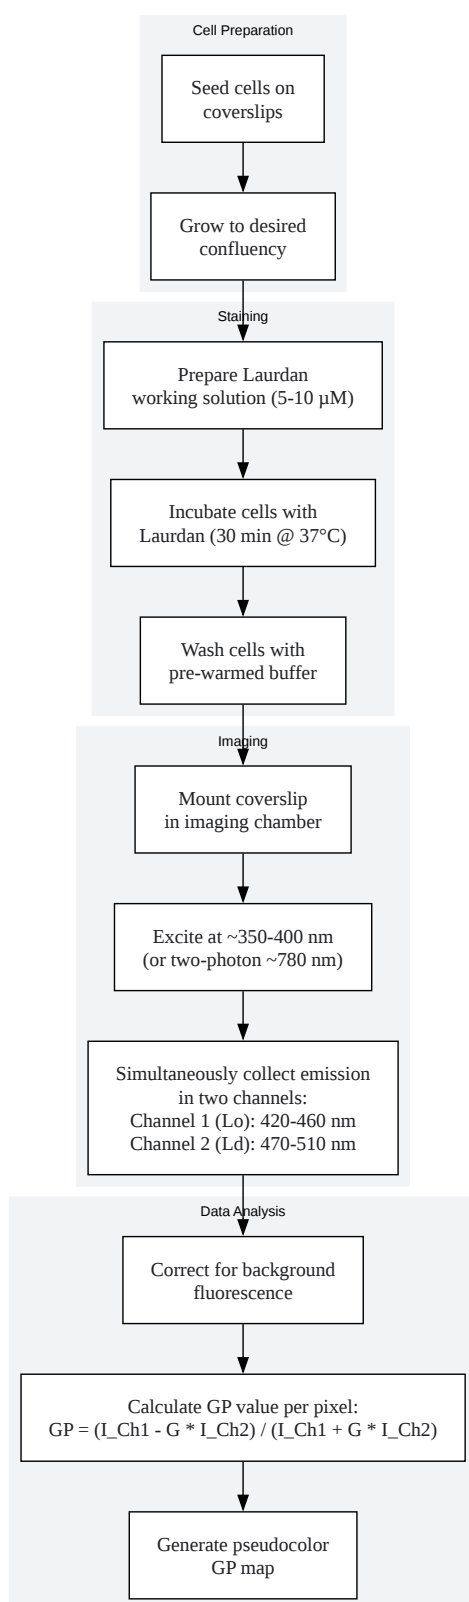 Cell Preparation
Seed cells on
coverslips
Grow to desired
confluency
Staining
Prepare Laurdan
working solution (5-10 µM)
Incubate cells with
Laurdan (30 min @ 37°C)
Wash cells with
pre-warmed buffer
Imaging
Mount coverslip
in imaging chamber
Excite at ~350-400 nm
(or two-photon ~780 nm)
Simultaneously collect emission
in two channels:
Channel 1 (Lo): 420-460 nm
Channel 2 (Ld): 470-510 nm
Data Analysis
Correct for background
fluorescence
Calculate GP value per pixel:
GP = (I_Ch1 - G * I_Ch2) / (I_Ch1 + G * I_Ch2)
Generate pseudocolor
GP map